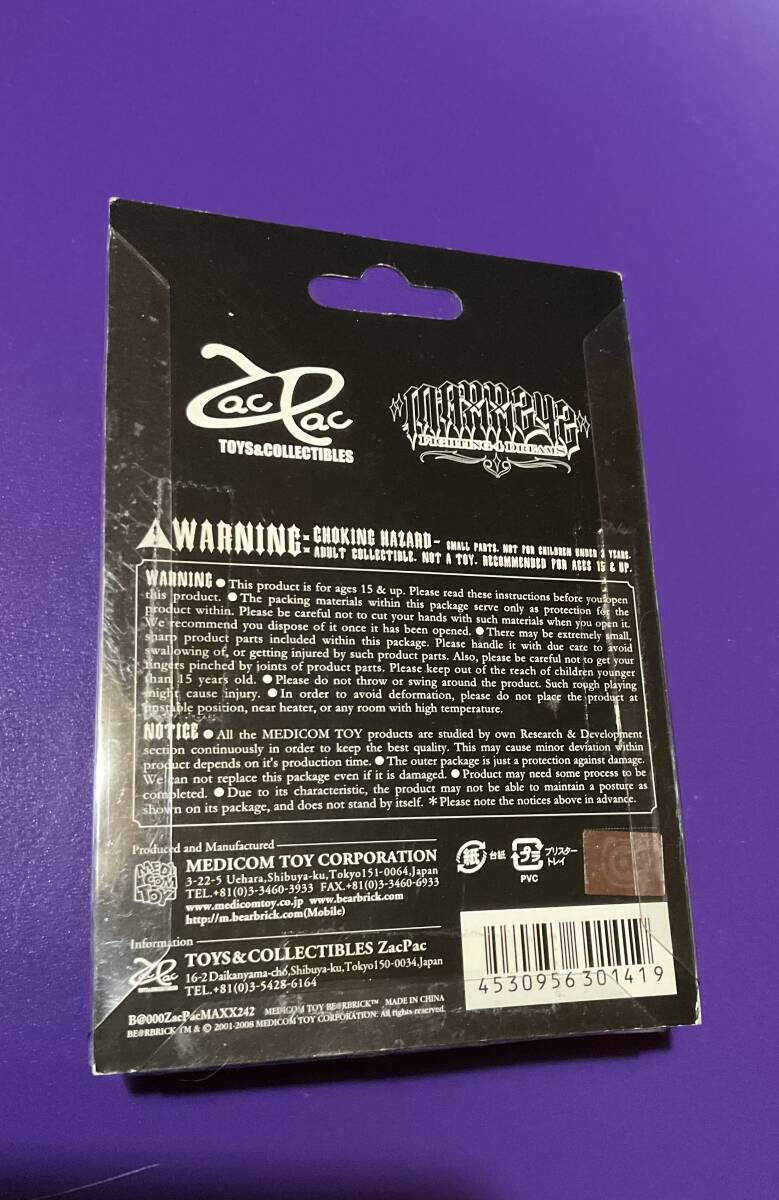 ZacPac
TOYS&COLLECTIBLES
MAXX242
FIGHTING 4 DREAMS
WARNING: CHOKING HAZARD– SMALL PARTS. NOT FOR CHILDREN UNDER 3 YEARS.
ADULT COLLECTIBLE. NOT A TOY. RECOMMENDED FOR AGES 15 & UP.
WARNING ● This product is for ages 15 & up. Please read these instructions before you open
this product. ● The packing materials within this package serve only as protection for the
product within. Please be careful not to cut your hands with such materials when you open it.
We recommend you dispose of it once it has been opened. ● There may be extremely small,
sharp product parts included within this package. Please handle it with due care to avoid
swallowing of, or getting injured by such product parts. Also, please be careful not to get your
fingers pinched by joints of product parts. Please keep out of the reach of children younger
than 15 years old. ● Please do not throw or swing around the product. Such rough playing
might cause injury. ● In order to avoid deformation, please do not place the product at
unstable position, near heater, or any room with high temperature.
NOTICE ● All the MEDICOM TOY products are studied by own Research & Development
section continuously in order to keep the best quality. This may cause minor deviation within
product depends on it's production time. ● The outer package is just a protection against damage.
We can not replace this package even if it is damaged. ● Product may need some process to be
completed. ● Due to its characteristic, the product may not be able to maintain a posture as
shown on its package, and does not stand by itself. ＊Please note the notices above in advance.
Produced and Manufactured
MEDICOM TOY
MEDICOM TOY CORPORATION
3-22-5 Uehara,Shibuya-ku,Tokyo151-0064,Japan
TEL.+81(0)3-3460-3933 FAX.+81(0)3-3460-6933
www.medicomtoy.co.jp www.bearbrick.com
http://m.bearbrick.com(Mobile)
紙 台紙
プラ ブリスター
トレイ
PVC
Information
ZacPac
TOYS&COLLECTIBLES ZacPac
16-2Daikanyama-cho,Shibuya-ku,Tokyo150-0034,Japan
TEL.+81(0)3-5428-6164
4530956301419
B@000ZacPacMAXX242 MEDICOM TOY BE@RBRICK™ MADE IN CHINA
BE@RBRICK TM & © 2001-2008 MEDICOM TOY CORPORATION. All rights reserved.